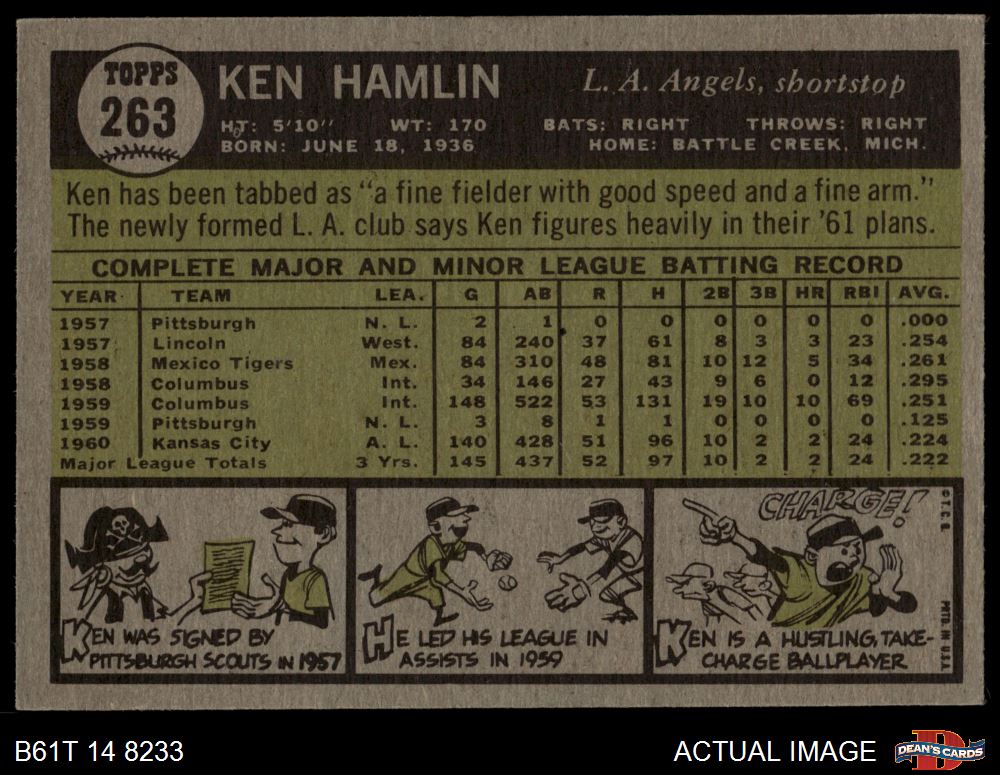 TOPPS
263
KEN HAMLIN
L. A. Angels, shortstop
HT: 5'10" WT: 170 BATS: RIGHT THROWS: RIGHT
BORN: JUNE 18, 1936 HOME: BATTLE CREEK, MICH.
Ken has been tabbed as "a fine fielder with good speed and a fine arm."
The newly formed L. A. club says Ken figures heavily in their '61 plans.
COMPLETE MAJOR AND MINOR LEAGUE BATTING RECORD
YEAR TEAM LEA. G AB R H 2B 3B HR RBI AVG.
1957 Pittsburgh N. L. 2 1 0 0 0 0 0 0 .000
1957 Lincoln West. 84 240 37 61 8 3 3 23 .254
1958 Mexico Tigers Mex. 84 310 48 81 10 12 5 34 .261
1958 Columbus Int. 34 146 27 43 9 6 0 12 .295
1959 Columbus Int. 148 522 53 131 19 10 10 69 .251
1959 Pittsburgh N. L. 3 8 1 1 0 0 0 0 .125
1960 Kansas City A. L. 140 428 51 96 10 2 2 24 .224
Major League Totals 3 Yrs. 145 437 52 97 10 2 2 24 .222
KEN WAS SIGNED BY
PITTSBURGH SCOUTS IN 1957
HE LED HIS LEAGUE IN
ASSISTS IN 1959
CHARGE!
KEN IS A HUSTLING, TAKE-
CHARGE BALLPLAYER
© T. C. G.
PRTD. IN U.S.A.
B61T 14 8233
ACTUAL IMAGE
DEAN'S CARDS